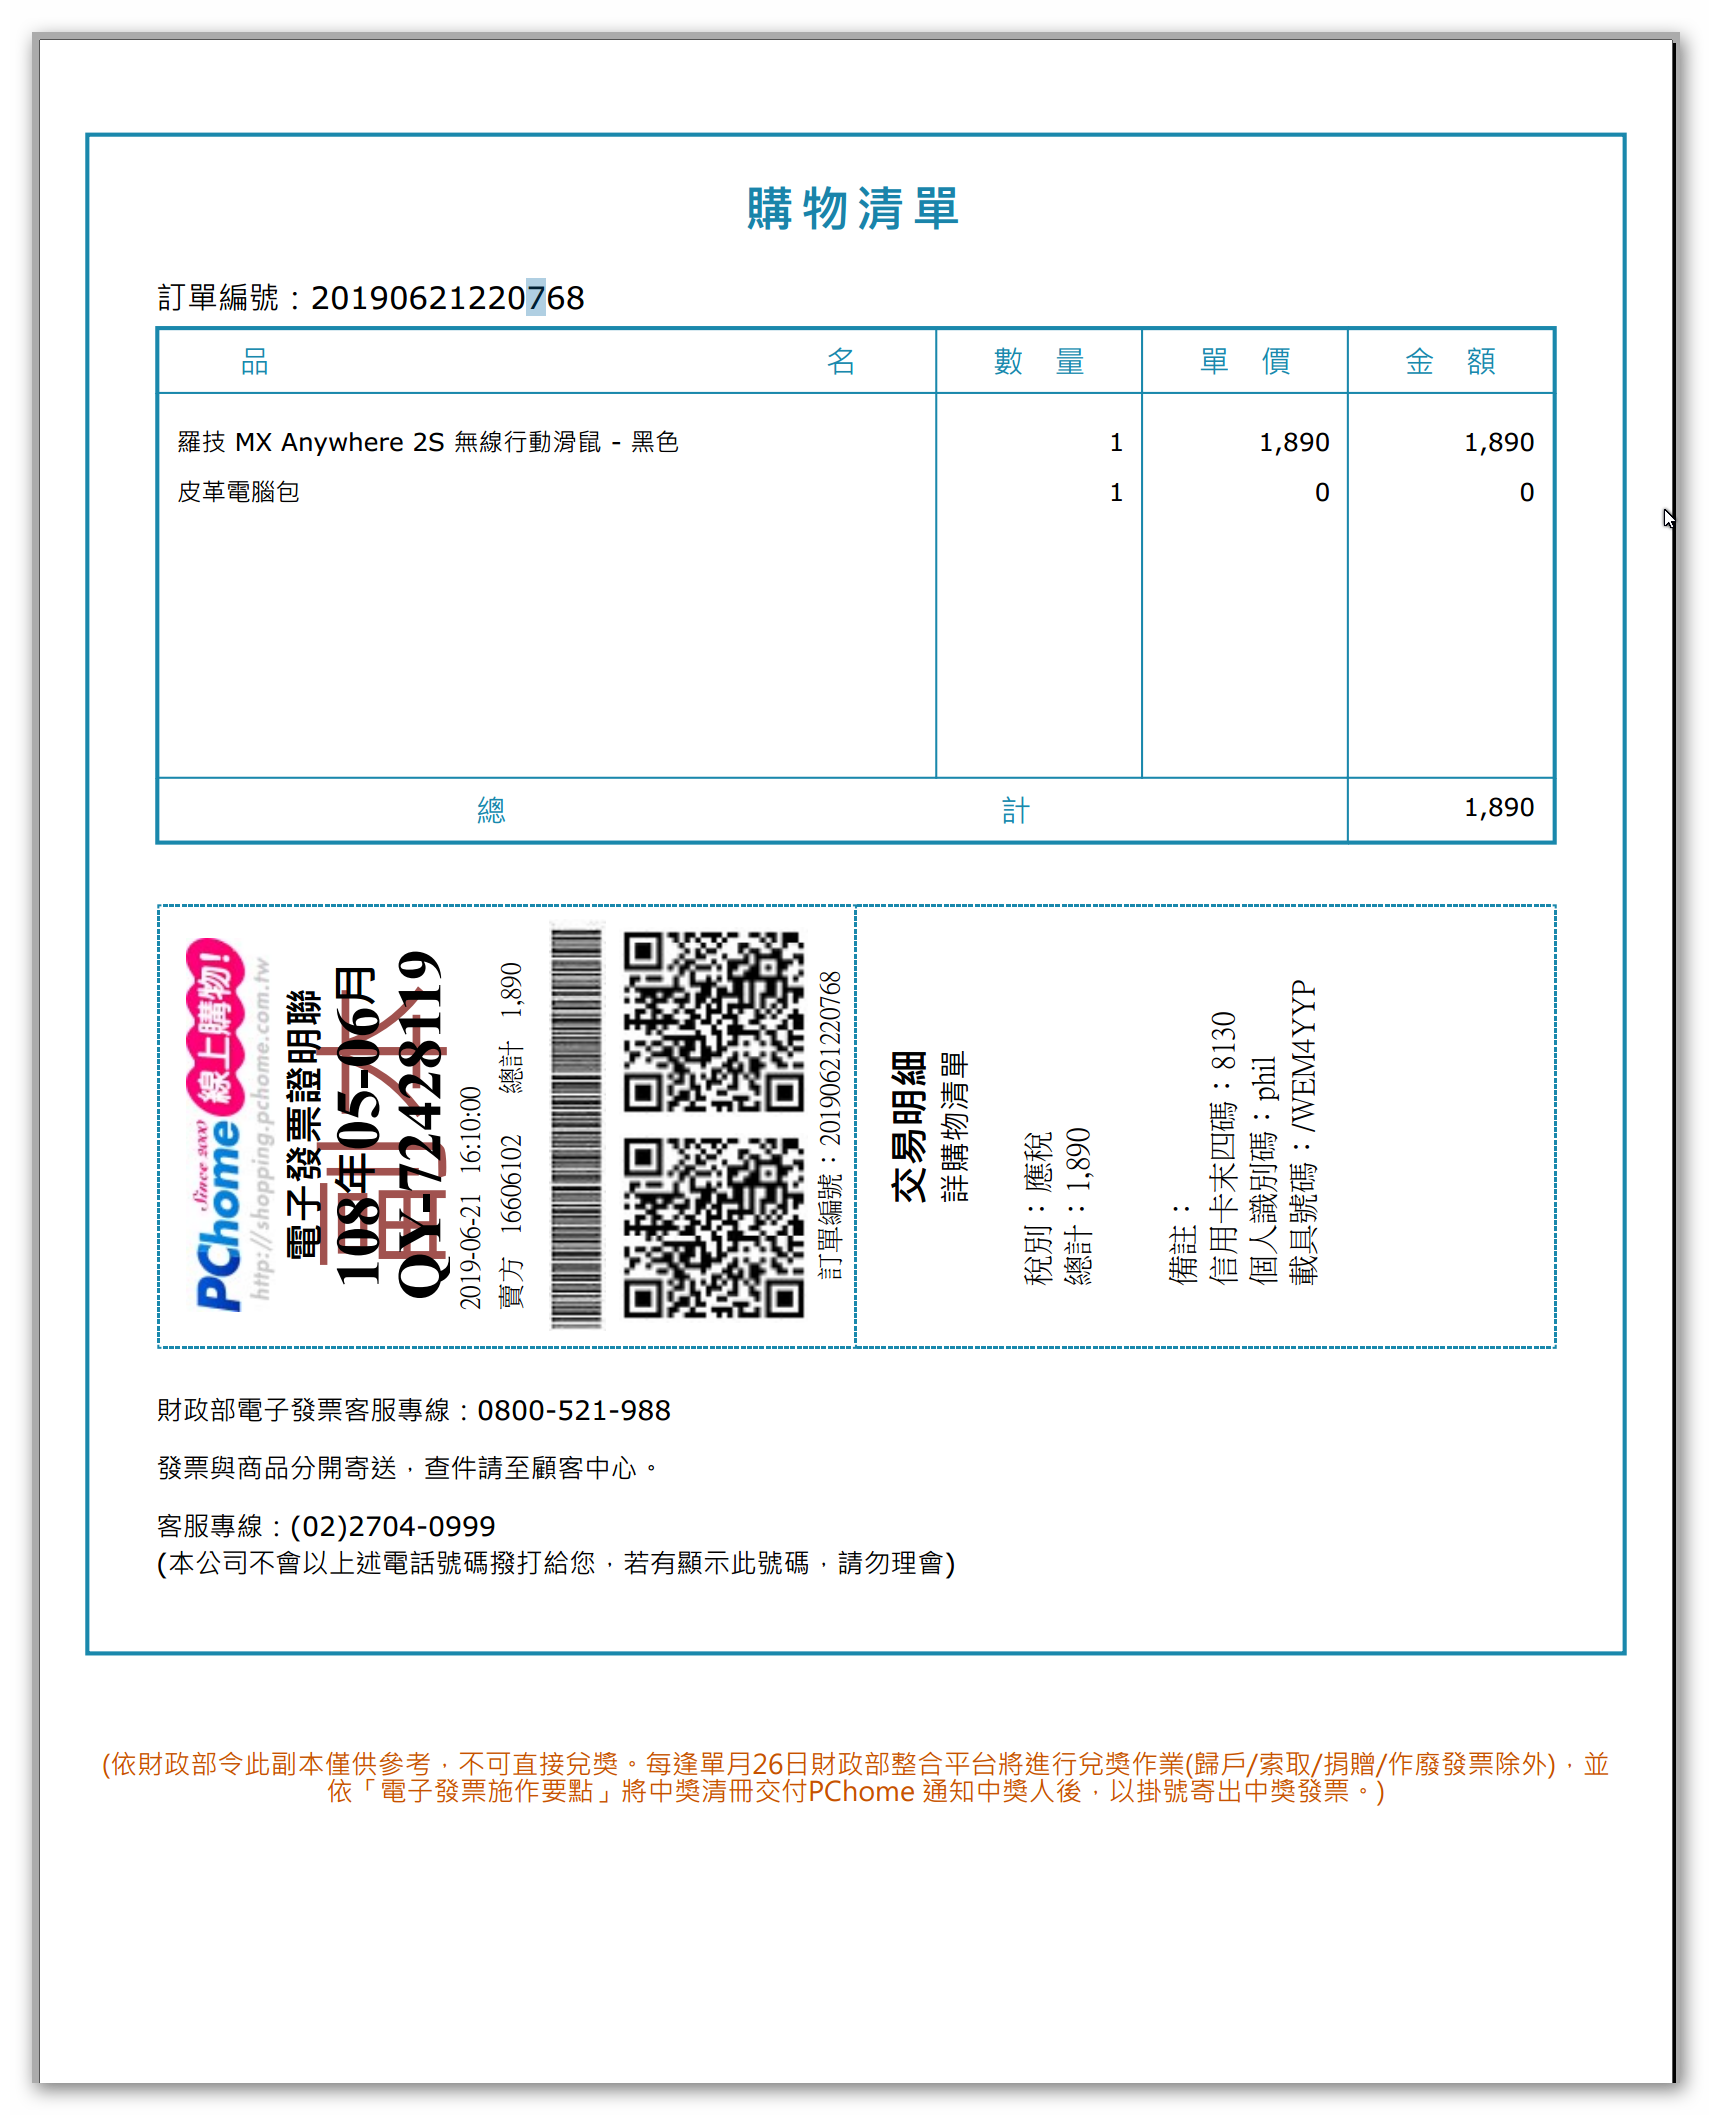 購物清單
訂單編號：20190621220768
品 名 數 量 單 價 金 額
羅技 MX Anywhere 2S 無線行動滑鼠 - 黑色 1 1,890 1,890
皮革電腦包 1 0 0
總 計 1,890
PChome Since 2000 線上購物!
http://shopping.pchome.com.tw
電子發票證明聯
108年05-06月
QY-72428119
副本
2019-06-21 16:10:00
賣方 16606102 總計 1,890
訂單編號：20190621220768
交易明細
詳購物清單
稅別：應稅
總計：1,890
備註：
信用卡末四碼：8130
個人識別碼：phil
載具號碼：/WEM4YYP
財政部電子發票客服專線：0800-521-988
發票與商品分開寄送，查件請至顧客中心。
客服專線：(02)2704-0999
(本公司不會以上述電話號碼撥打給您，若有顯示此號碼，請勿理會)
(依財政部令此副本僅供參考，不可直接兌獎。每逢單月26日財政部整合平台將進行兌獎作業(歸戶/索取/捐贈/作廢發票除外)，並
依「電子發票施作要點」將中獎清冊交付PChome 通知中獎人後，以掛號寄出中獎發票。)